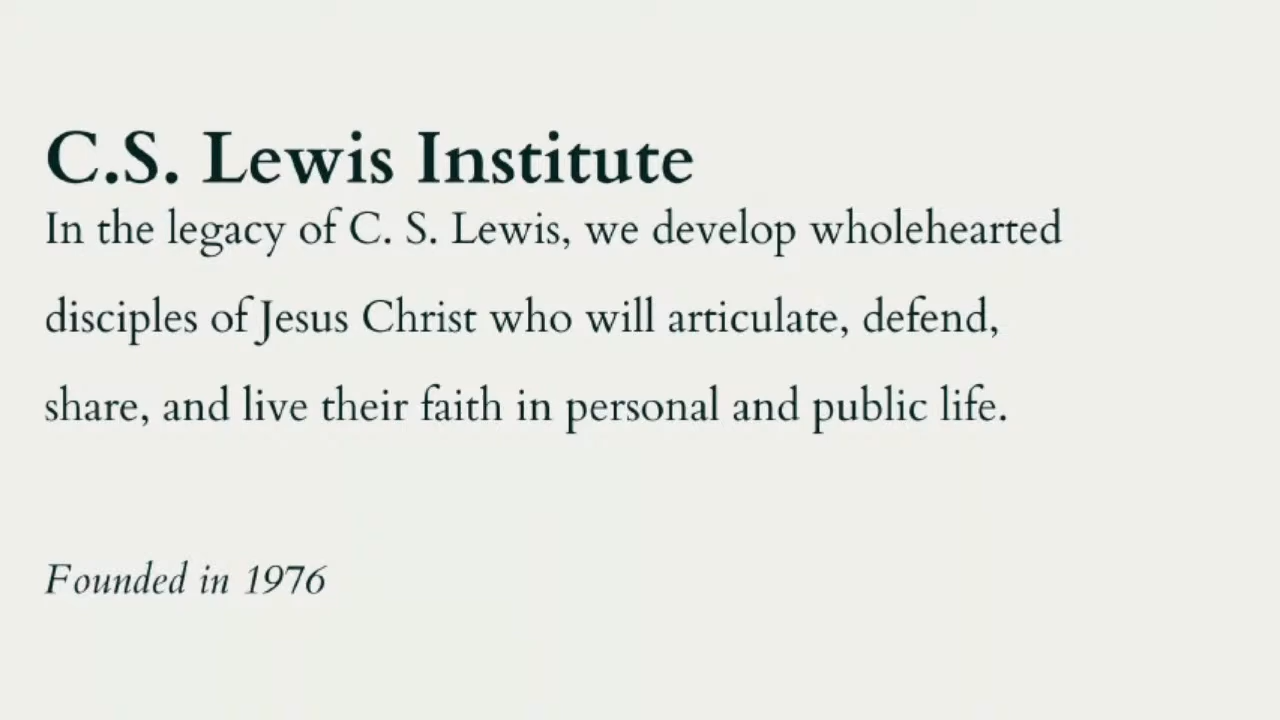 C.S. Lewis Institute
In the legacy of C. S. Lewis, we develop wholehearted
disciples of Jesus Christ who will articulate, defend,
share, and live their faith in personal and public life.
Founded in 1976